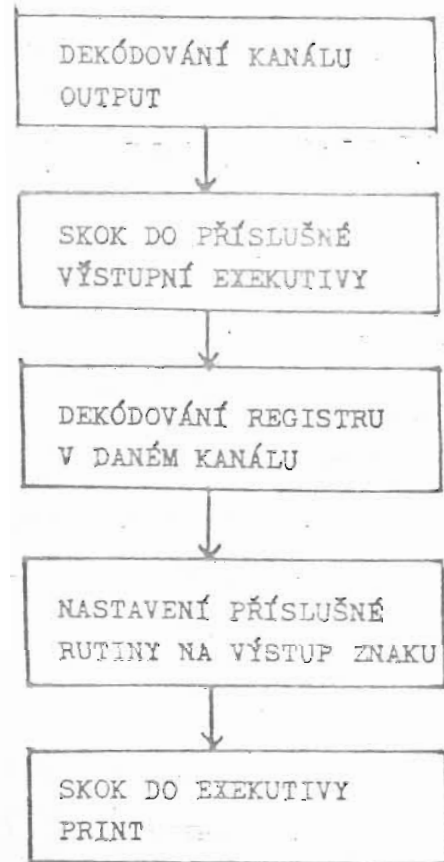 DEKÓDOVÁNÍ KANÁLU
OUTPUT
SKOK DO PŘÍSLUŠNÉ
VÝSTUPNÍ EXEKUTIVY
DEKÓDOVÁNÍ REGISTRU
V DANÉM KANÁLU
NASTAVENÍ PŘÍSLUŠNÉ
RUTINY NA VÝSTUP ZNAKU
SKOK DO EXEKUTIVY
PRINT